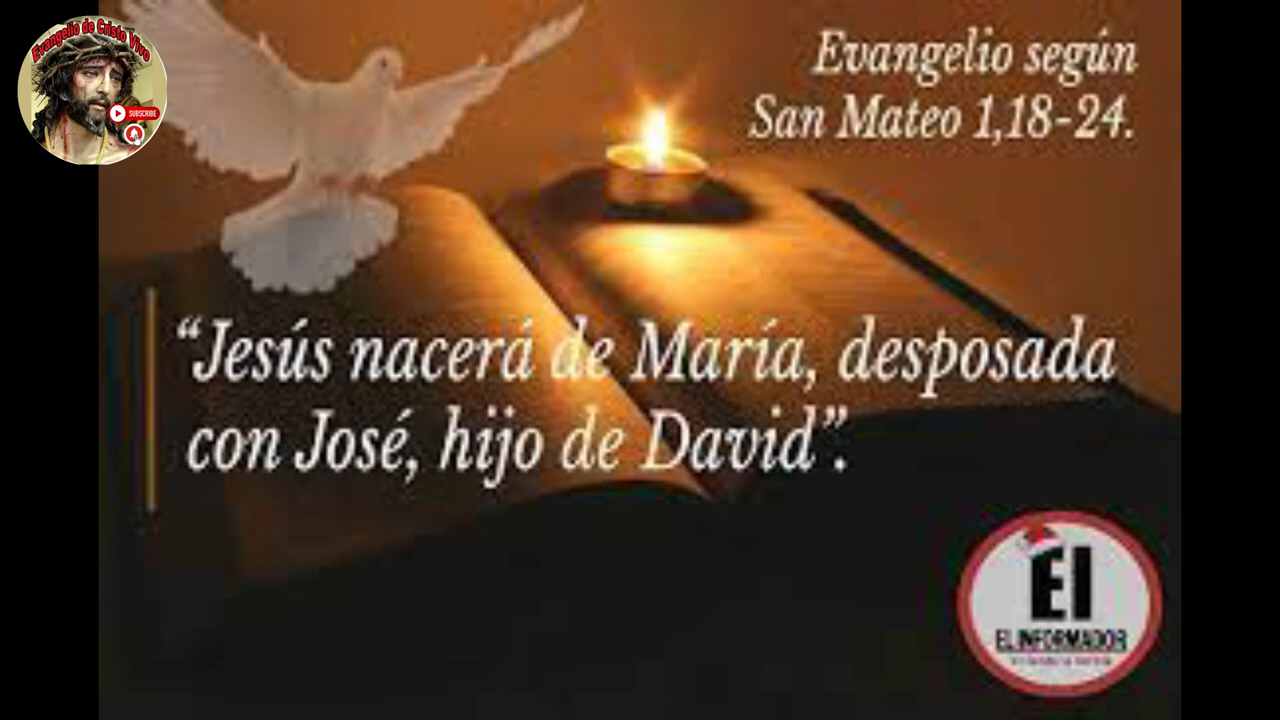 Evangelio de Cristo Vivo
SUBSCRIBE
Evangelio según
San Mateo 1,18-24.
“Jesús nacerá de María, desposada
con José, hijo de David”.
EI
EL INFORMADOR